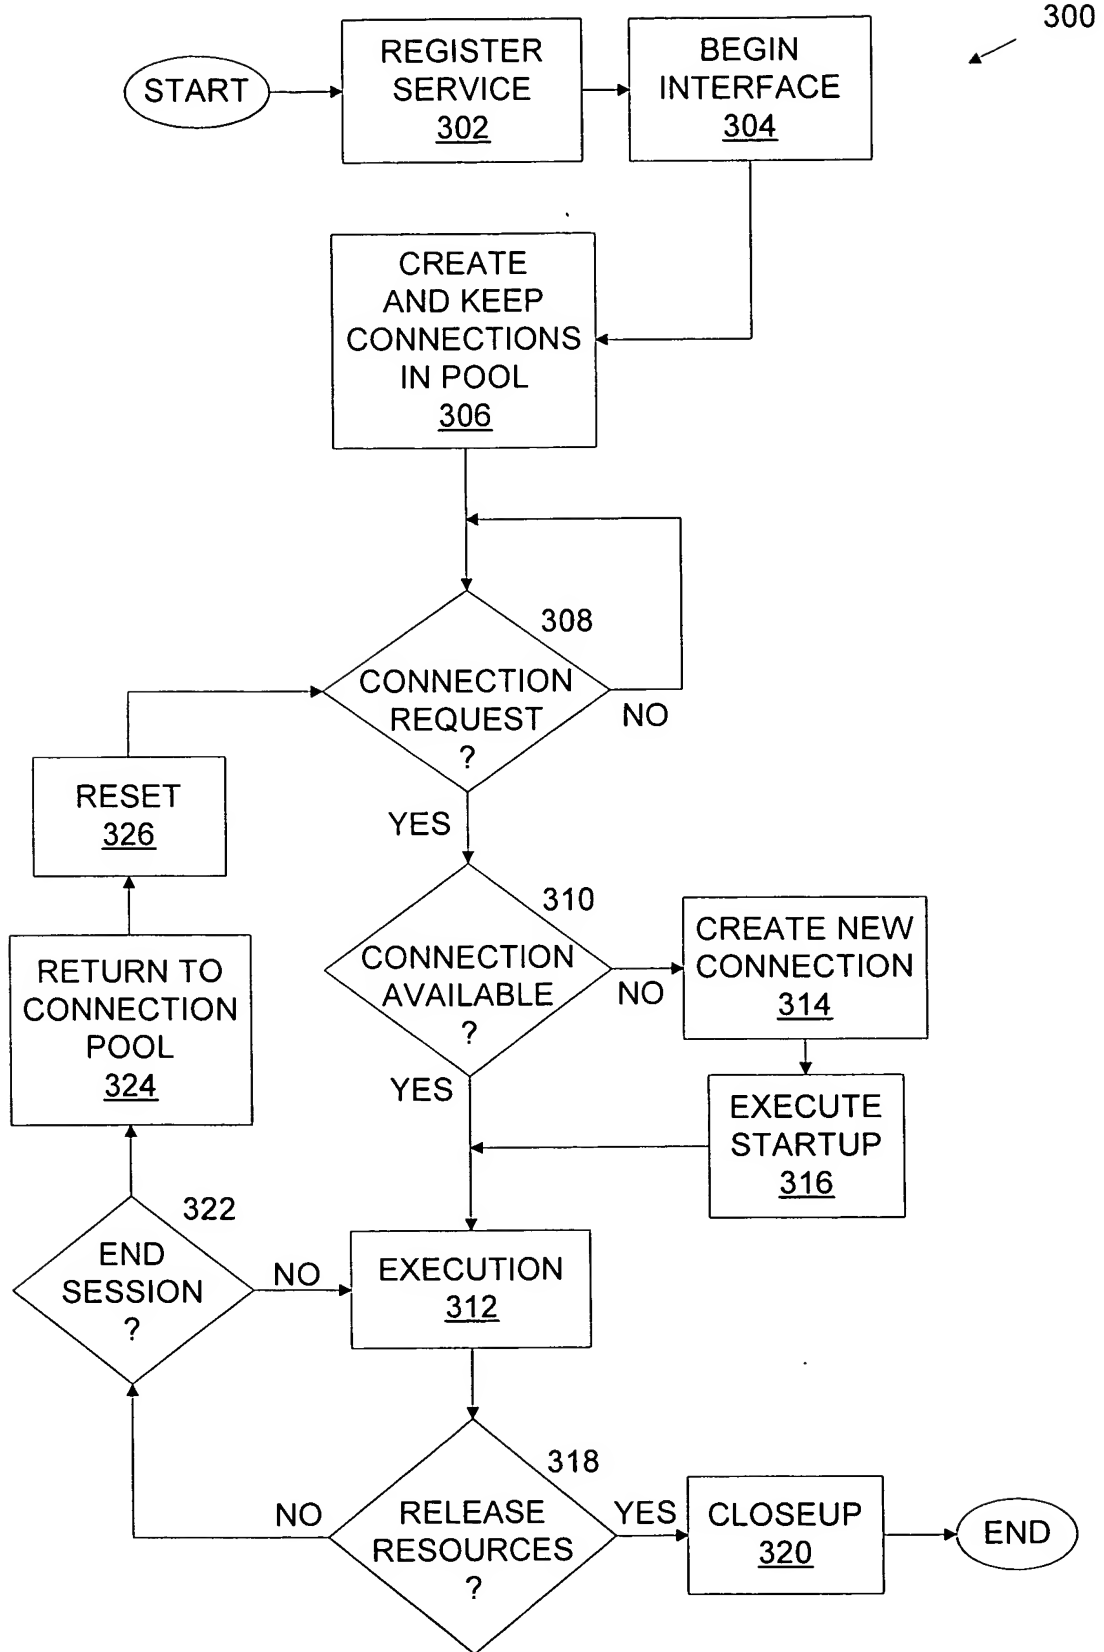 300
START
REGISTER
SERVICE
302
BEGIN
INTERFACE
304
CREATE
AND KEEP
CONNECTIONS
IN POOL
306
308
CONNECTION
REQUEST
?
NO
YES
RESET
326
310
CONNECTION
AVAILABLE
?
NO
YES
CREATE NEW
CONNECTION
314
RETURN TO
CONNECTION
POOL
324
EXECUTE
STARTUP
316
322
END
SESSION
?
NO
EXECUTION
312
318
RELEASE
RESOURCES
?
NO
YES
CLOSEUP
320
END